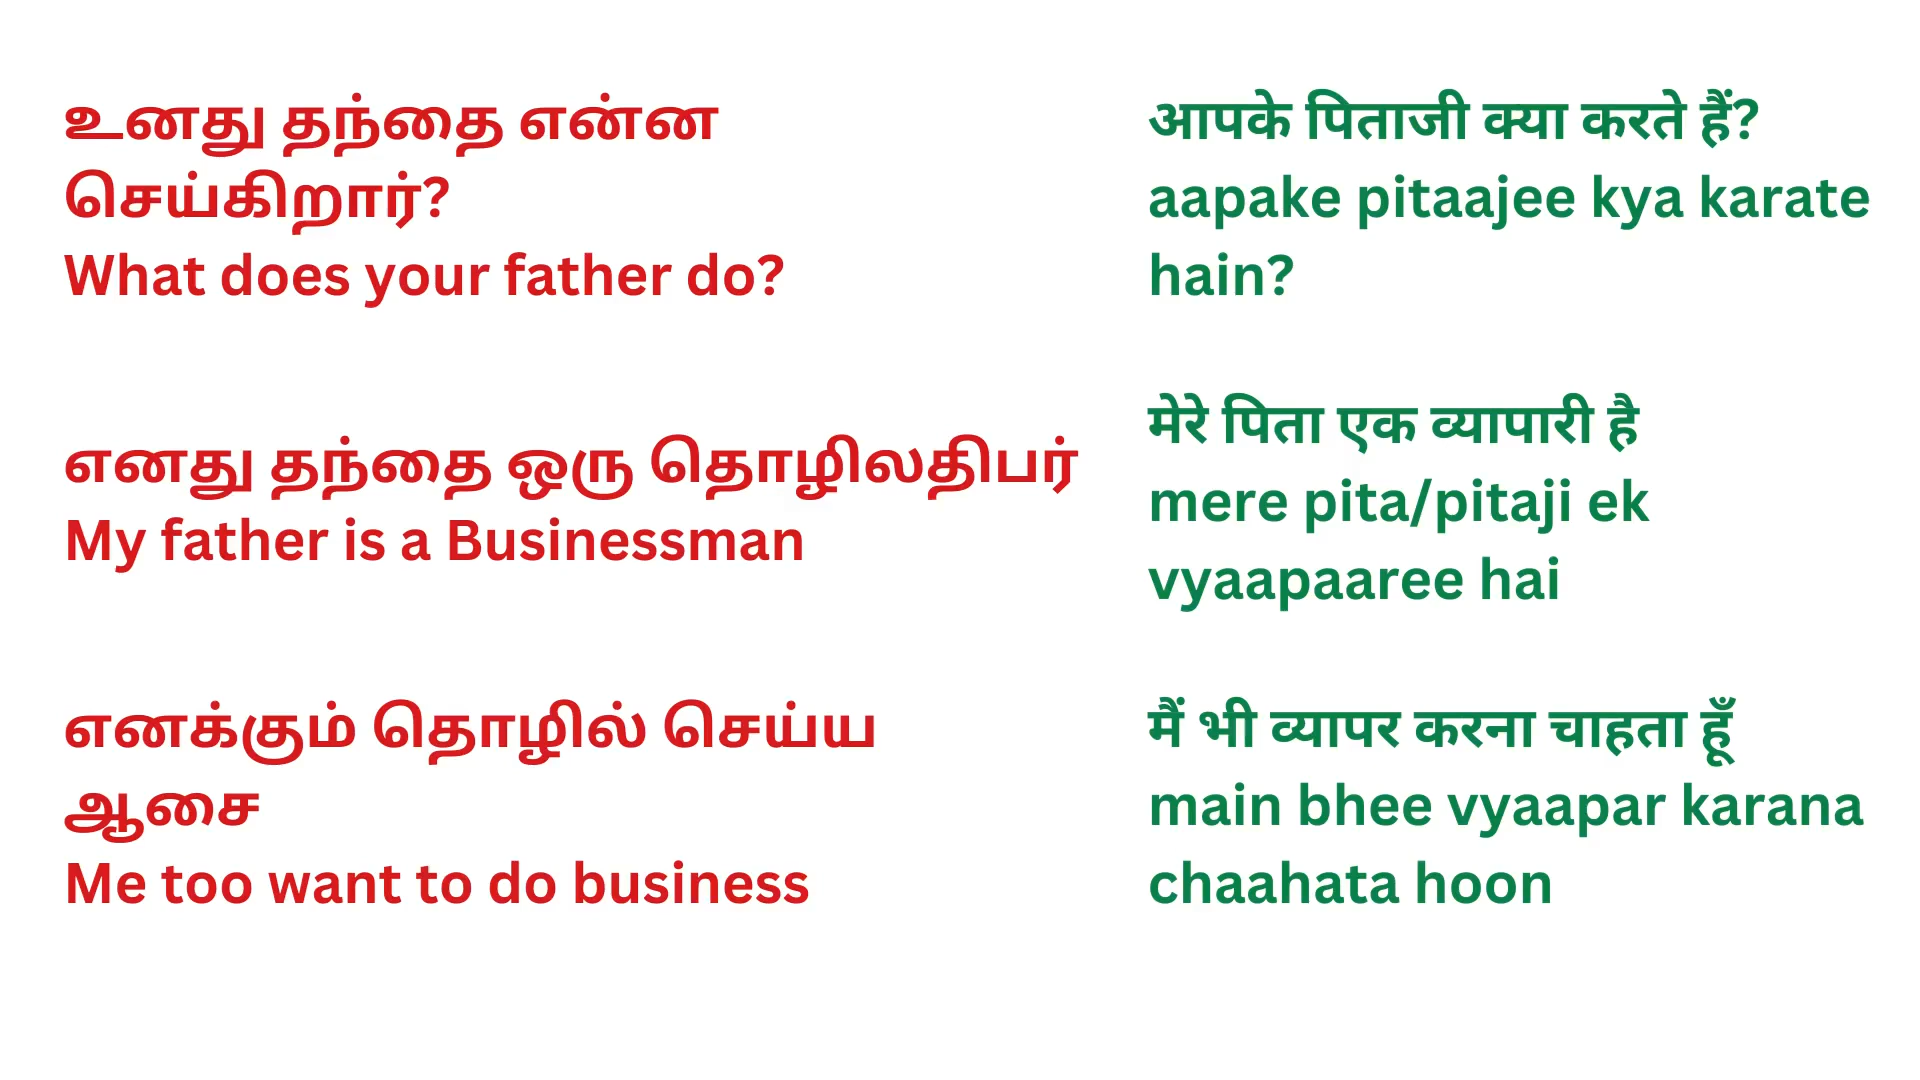 உனது தந்தை என்ன
செய்கிறார்?
What does your father do?
எனது தந்தை ஒரு தொழிலதிபர்
My father is a Businessman
எனக்கும் தொழில் செய்ய
ஆசை
Me too want to do business
आपके पिताजी क्या करते हैं?
aapake pitaajee kya karate
hain?
मेरे पिता एक व्यापारी है
mere pita/pitaji ek
vyaapaaree hai
मैं भी व्यापर करना चाहता हूँ
main bhee vyaapar karana
chaahata hoon